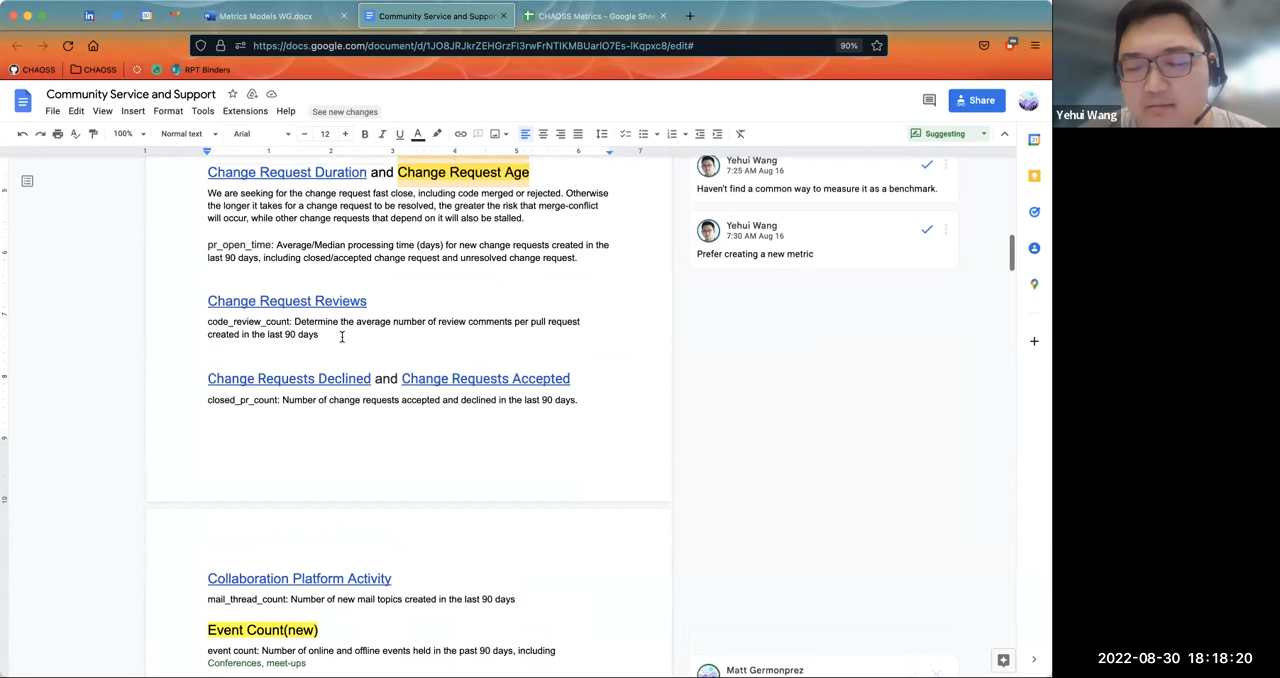 Metrics Models WG.docx
Community Service and Suppor
CHAOSS Metrics - Google She
https://docs.google.com/document/d/1JO8JRJkrZEHGrzFl3rwFrNTIKMBUarIO7Es-lKqpxc8/edit#
90%
CHAOSS
CHAOSS
RPT Binders
Community Service and Support
File Edit View Insert Format Tools Extensions Help
See new changes
Share
100%
Normal text
Arial
12
Suggesting
1 1 2 3 4 5 6 7
Change Request Duration and Change Request Age
We are seeking for the change request fast close, including code merged or rejected. Otherwise
the longer it takes for a change request to be resolved, the greater the risk that merge-conflict
will occur, while other change requests that depend on it will also be stalled.
pr_open_time: Average/Median processing time (days) for new change requests created in the
last 90 days, including closed/accepted change request and unresolved change request.
Change Request Reviews
code_review_count: Determine the average number of review comments per pull request
created in the last 90 days
Change Requests Declined and Change Requests Accepted
closed_pr_count: Number of change requests accepted and declined in the last 90 days.
Collaboration Platform Activity
mail_thread_count: Number of new mail topics created in the last 90 days
Event Count(new)
event count: Number of online and offline events held in the past 90 days, including
Conferences, meet-ups
Yehui Wang
7:25 AM Aug 16
Haven't find a common way to measure it as a benchmark.
Yehui Wang
7:30 AM Aug 16
Prefer creating a new metric
Matt Germonprez
Yehui Wang
2022-08-30 18:18:20